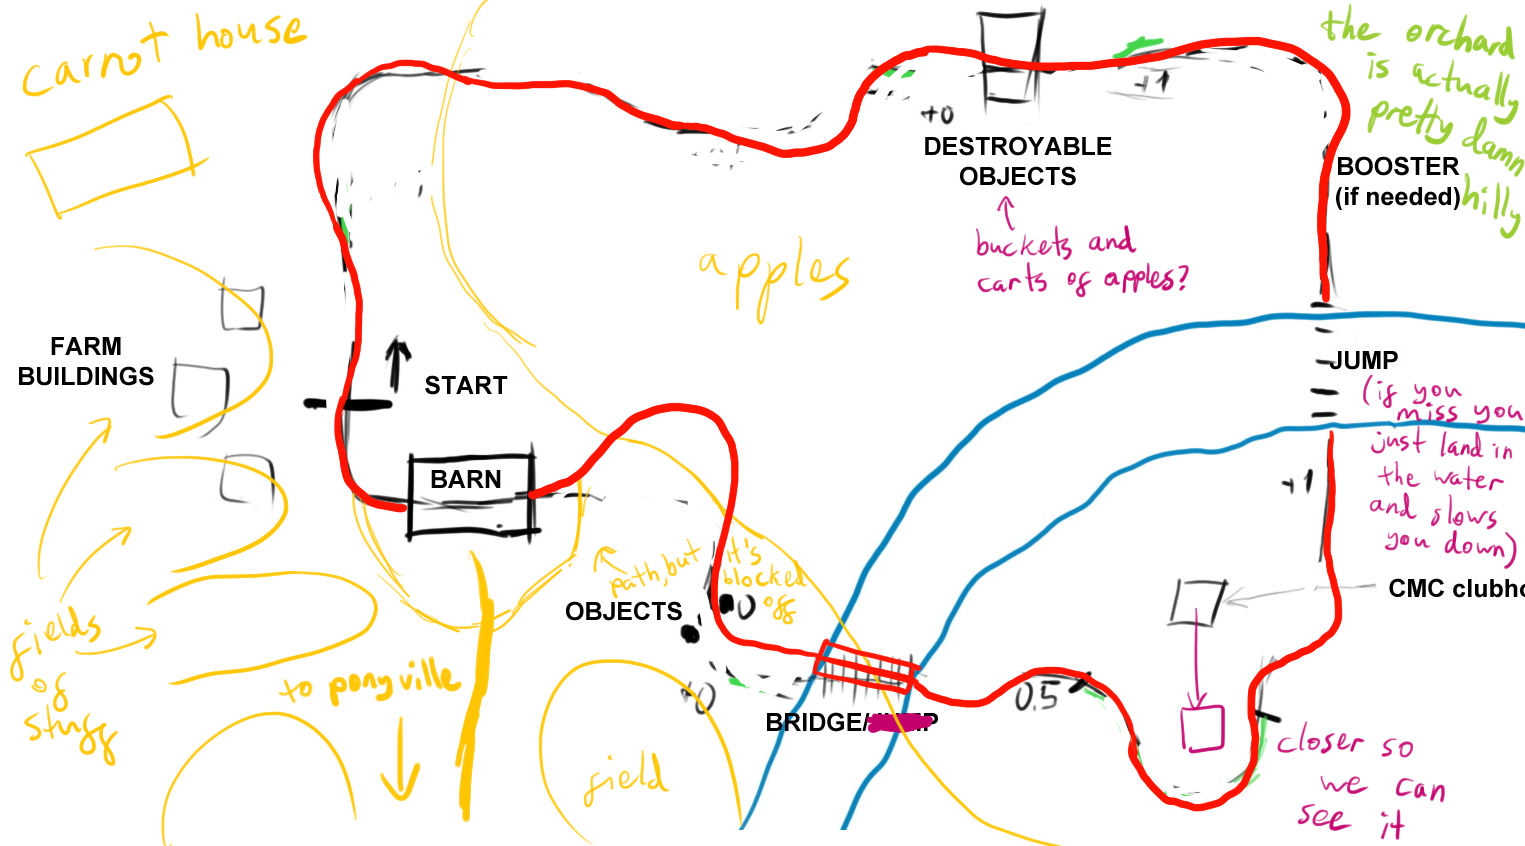 carrot house
the orchard
is actually
pretty damn
hilly
+0
+1
DESTROYABLE
OBJECTS
buckets and
carts of apples?
BOOSTER
(if needed)
apples
FARM
BUILDINGS
START
JUMP
(if you
miss you
just land in
the water
and slows
you down)
BARN
+1
path, but
it's
blocked
off
OBJECTS
0
CMC clubho
fields
of
stuff
to ponyville
+0
0.5
BRIDGE/
closer so
we can
see it
field